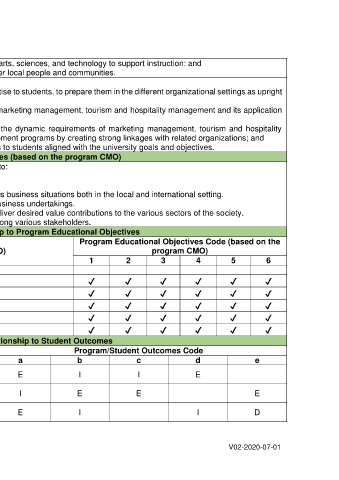 arts, sciences, and technology to support instruction: and
er local people and communities.
tise to students, to prepare them in the different organizational settings as upright
marketing management, tourism and hospitality management and its application
the dynamic requirements of marketing management, tourism and hospitality
pment programs by creating strong linkages with related organizations; and
s to students aligned with the university goals and objectives.
es (based on the program CMO)
to:
s business situations both in the local and international setting.
usiness undertakings.
liver desired value contributions to the various sectors of the society.
ong various stakeholders.
p to Program Educational Objectives
Program Educational Objectives Code (based on the
O) program CMO)
1 2 3 4 5 6
✓ ✓ ✓ ✓ ✓ ✓
✓ ✓ ✓ ✓ ✓ ✓
✓ ✓ ✓ ✓ ✓ ✓
✓ ✓ ✓ ✓ ✓ ✓
✓ ✓ ✓ ✓ ✓ ✓
tionship to Student Outcomes
Program/Student Outcomes Code
a b c d e
E I I E
I E E E
E I I D
V02-2020-07-01